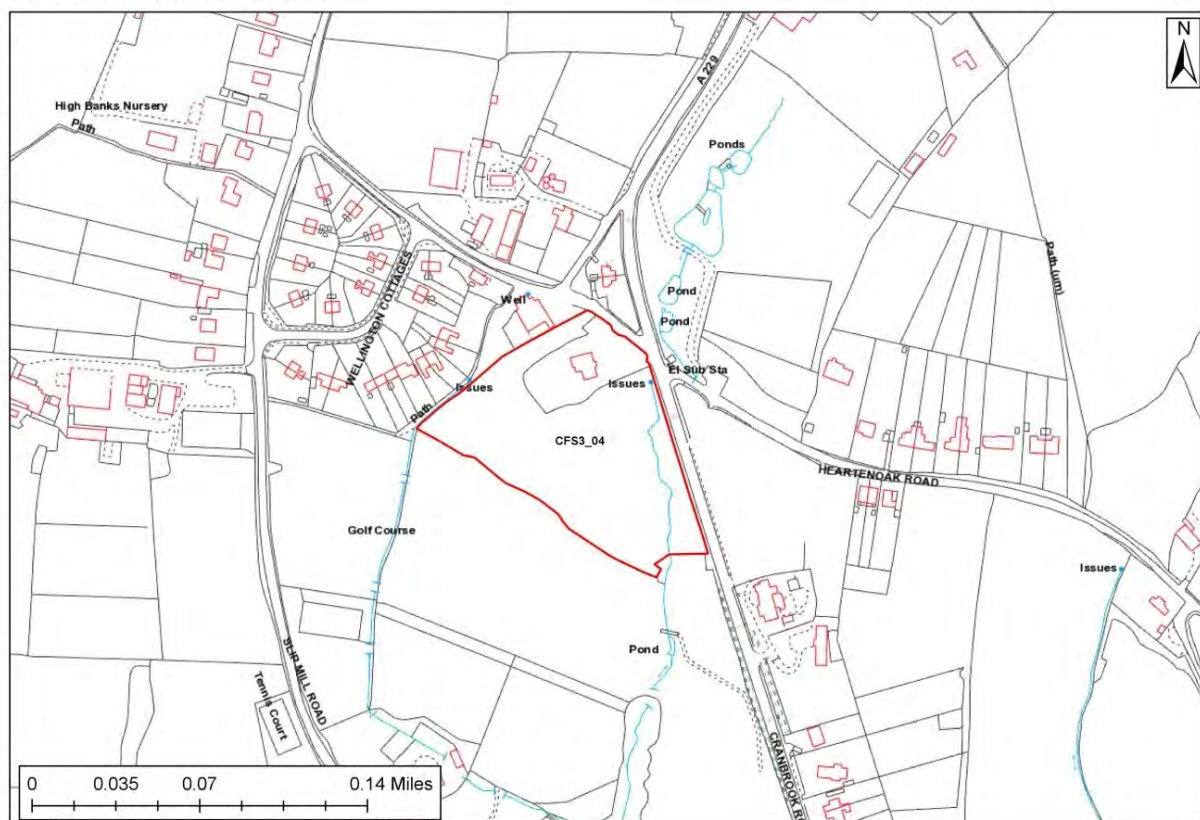 N
A 229
High Banks Nursery
Path
Ponds
WELLINGTON COTTAGES
Path (um)
Pond
Well
Pond
El Sub Sta
Issues
Issues
Path
CFS3_04
HEARTENOAK ROAD
Golf Course
Issues
SLIP MILL ROAD
Pond
Tennis Court
CRANBROOK
0 0.035 0.07 0.14 Miles